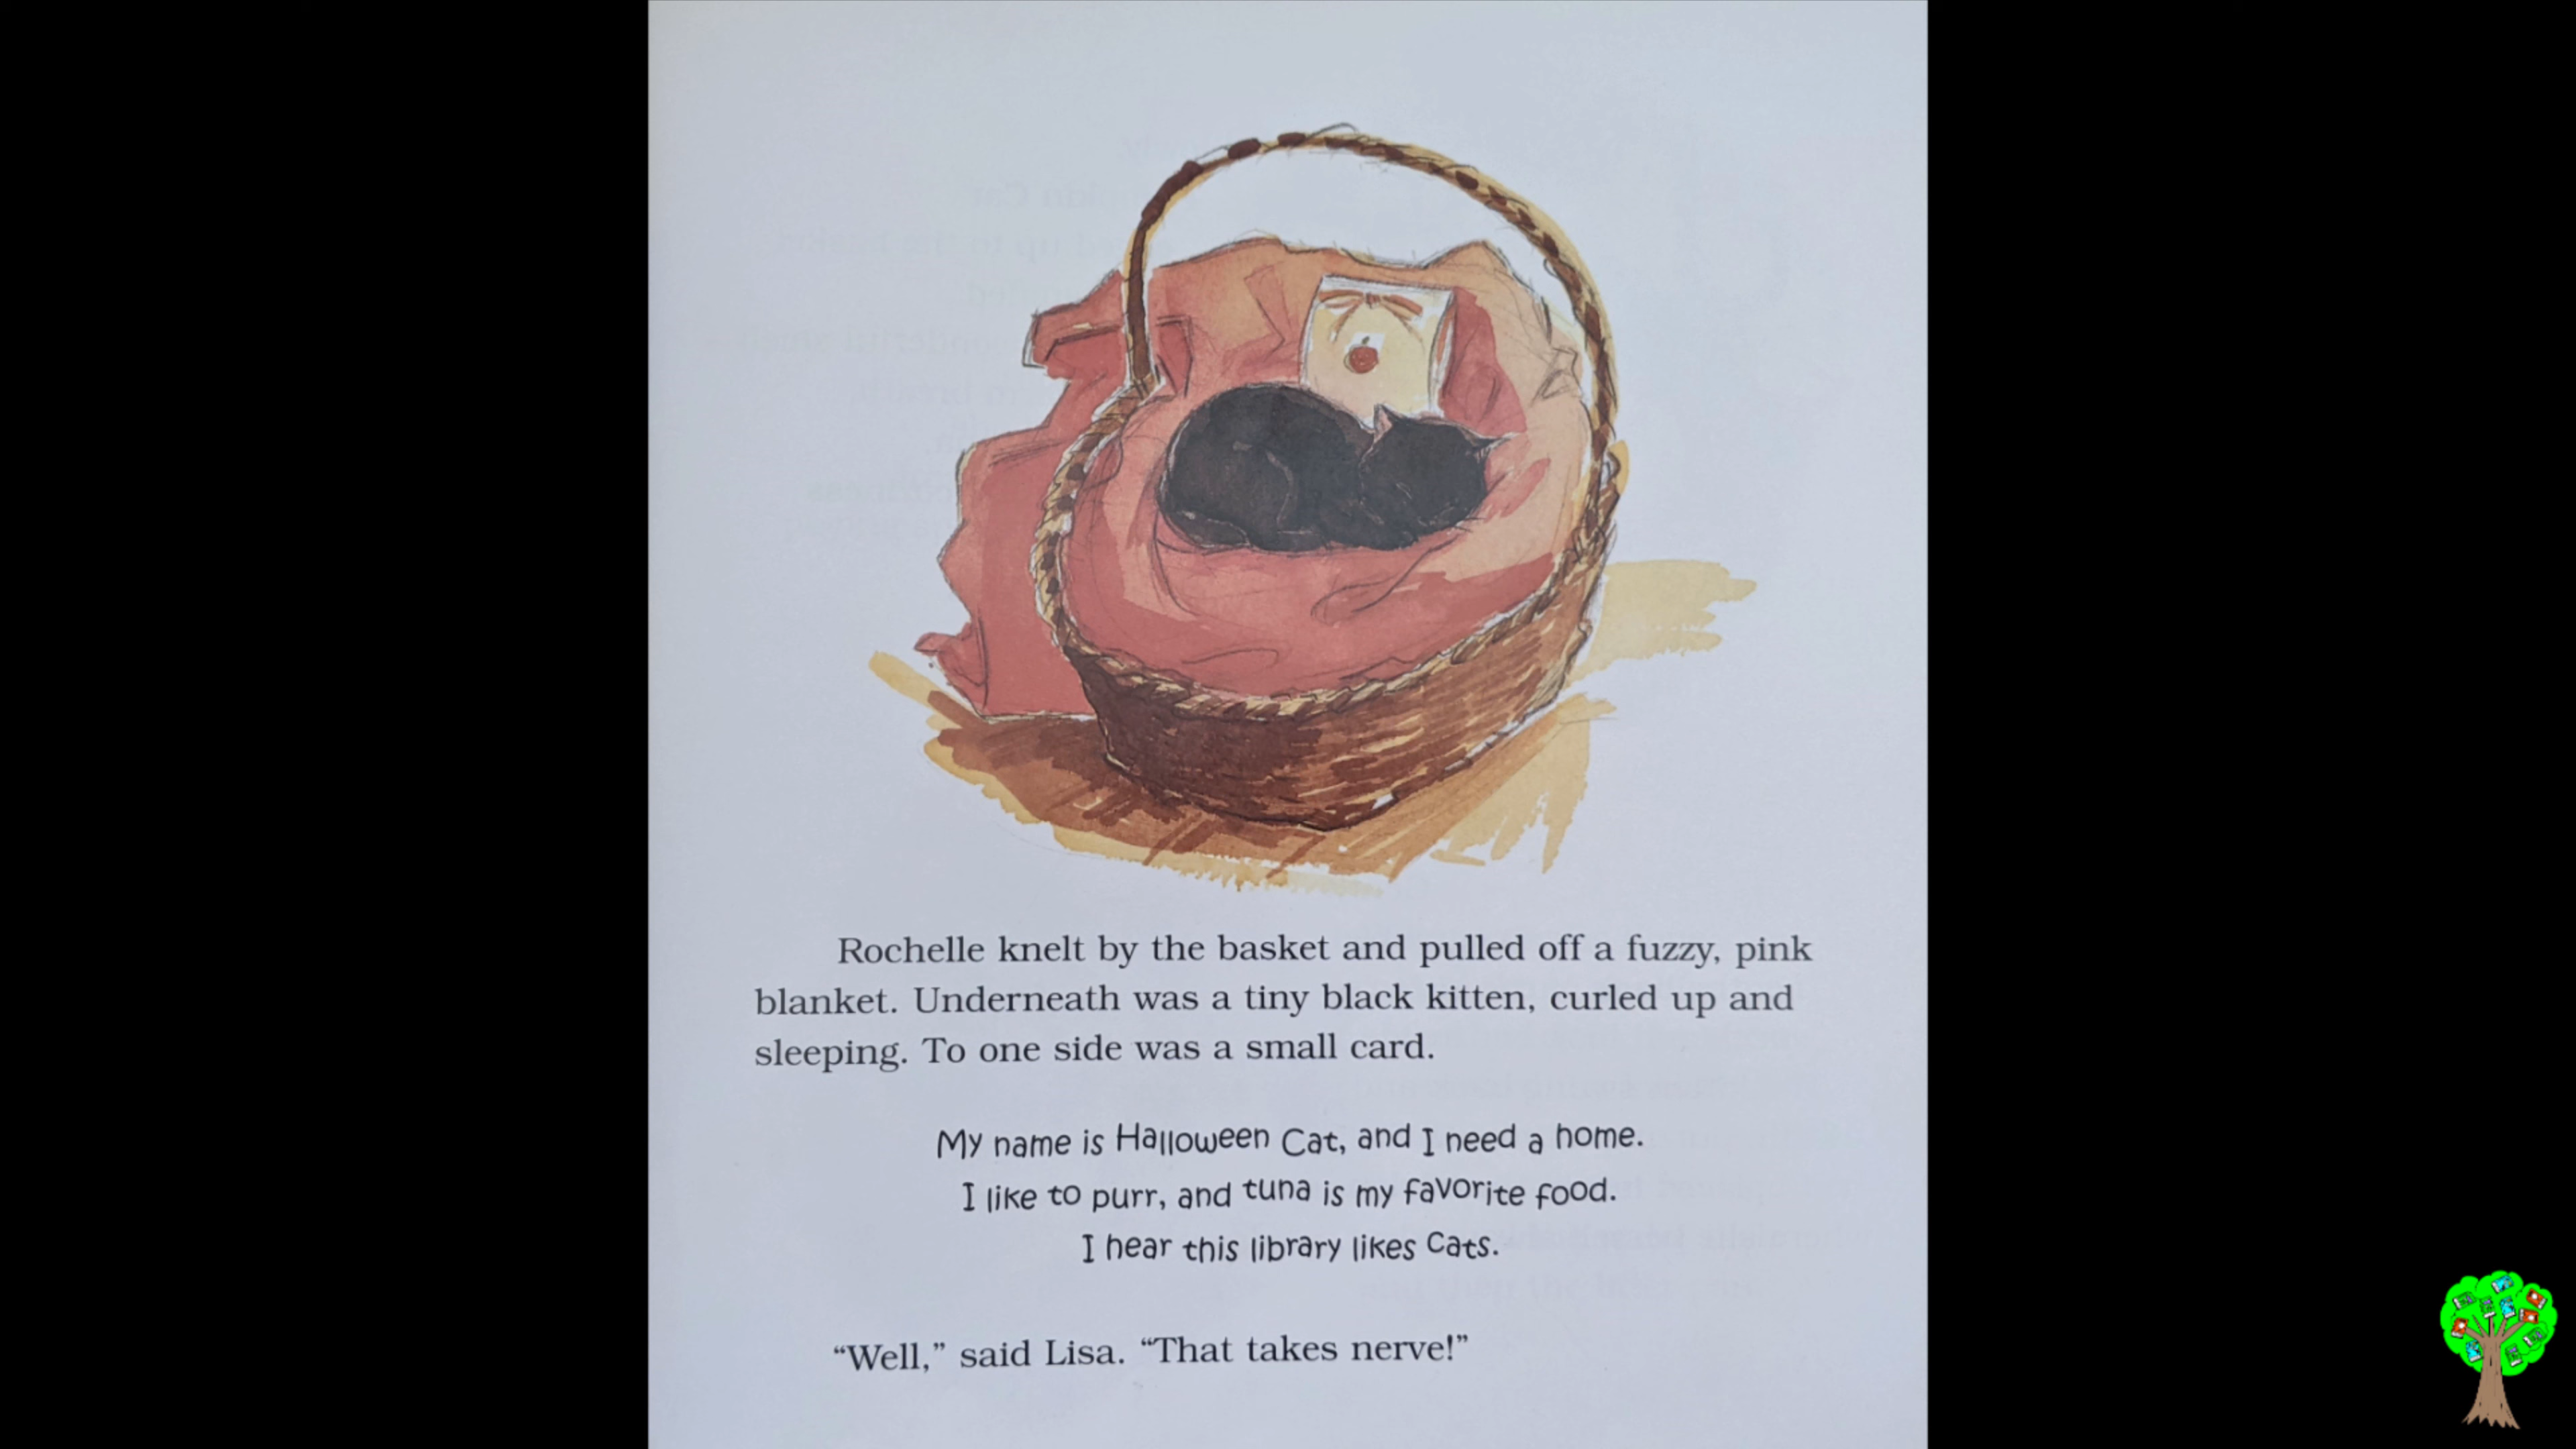 Rochelle knelt by the basket and pulled off a fuzzy, pink
blanket. Underneath was a tiny black kitten, curled up and
sleeping. To one side was a small card.
My name is Halloween Cat, and I need a home.
I like to purr, and tuna is my favorite food.
I hear this library likes cats.
“Well,” said Lisa. “That takes nerve!”